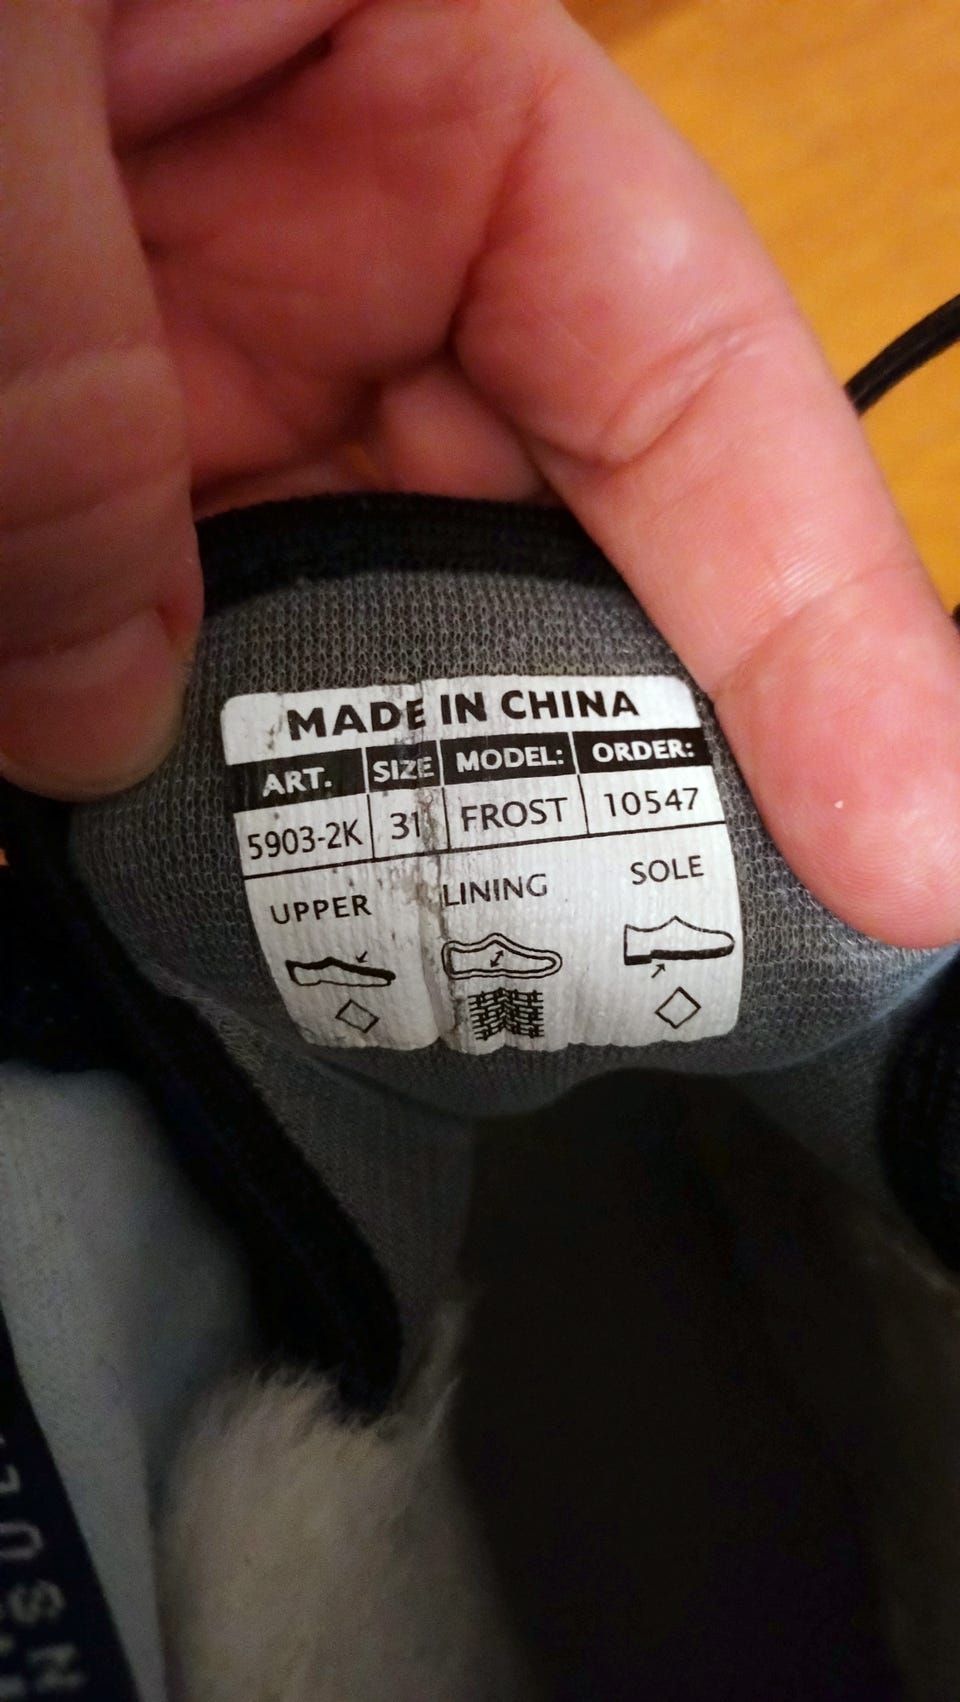 MADE IN CHINA
ART. SIZE MODEL: ORDER:
5903-2K 31 FROST 10547
UPPER LINING SOLE